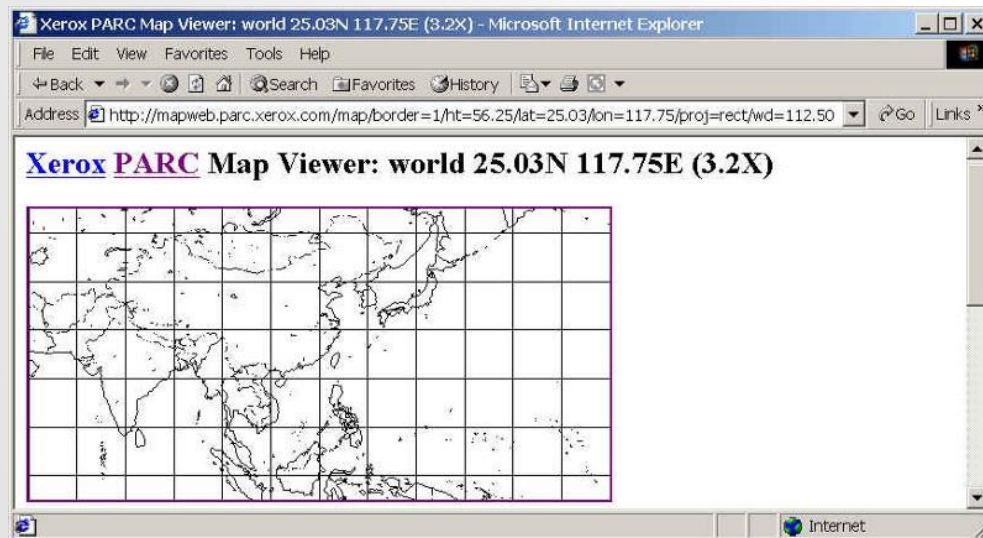 Xerox PARC Map Viewer: world 25.03N 117.75E (3.2X) - Microsoft Internet Explorer
File Edit View Favorites Tools Help
Back Search Favorites History
Address http://mapweb.parc.xerox.com/map/border=1/ht=56.25/lat=25.03/lon=117.75/proj=rect/wd=112.50 Go Links »
Xerox PARC Map Viewer: world 25.03N 117.75E (3.2X)
Internet